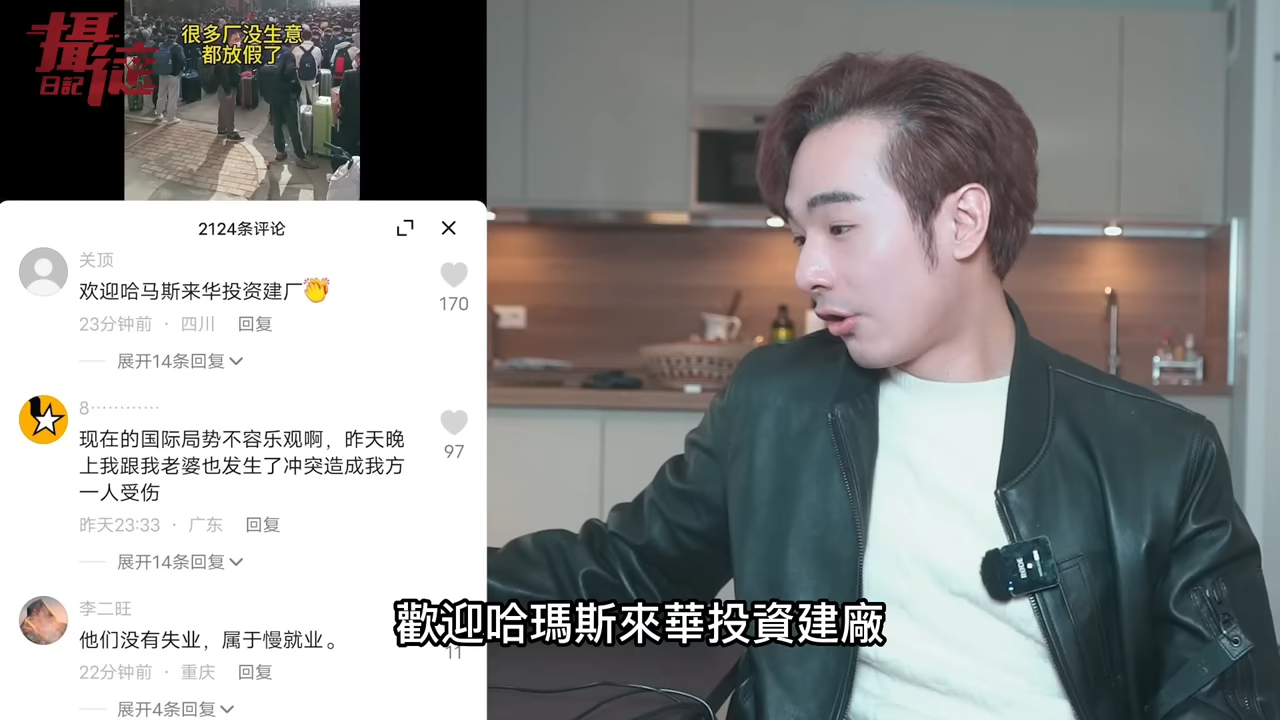 攝徒
日記
很多厂没生意
都放假了
2124条评论
关顶
欢迎哈马斯来华投资建厂👏
170
23分钟前 · 四川 回复
展开14条回复
8…………
现在的国际局势不容乐观啊，昨天晚
上我跟我老婆也发生了冲突造成我方
一人受伤
97
昨天23:33 · 广东 回复
展开14条回复
李二旺
他们没有失业，属于慢就业。
11
22分钟前 · 重庆 回复
展开4条回复
歡迎哈瑪斯來華投資建廠
RODE